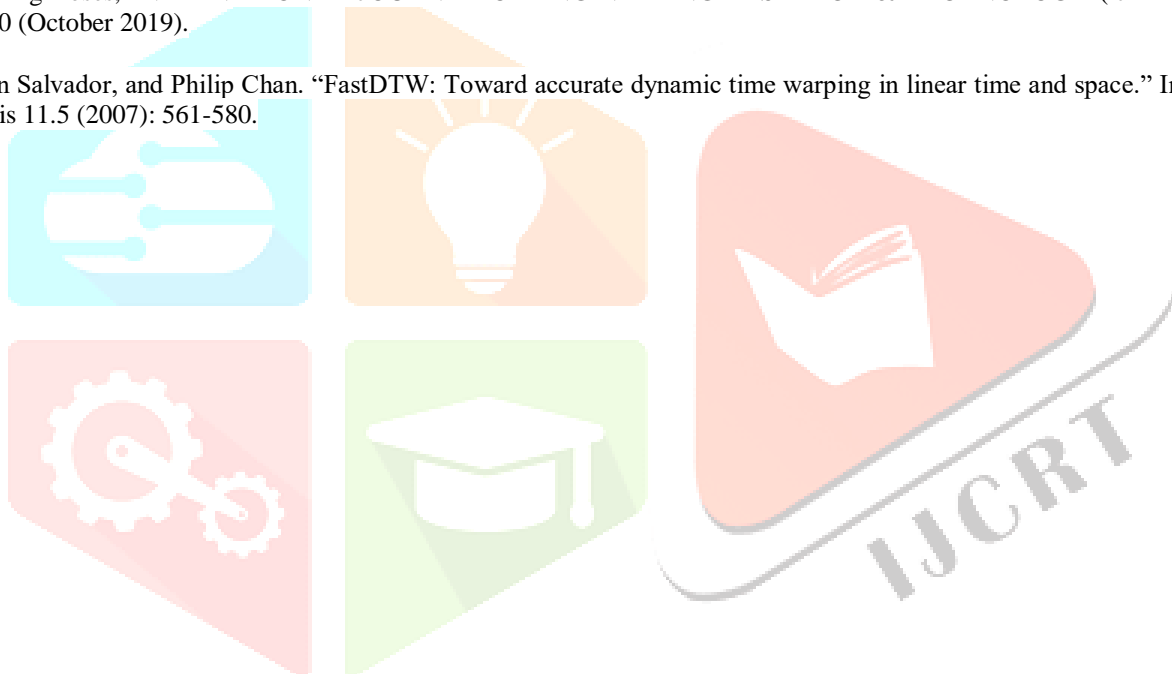 0 (October 2019).
n Salvador, and Philip Chan. “FastDTW: Toward accurate dynamic time warping in linear time and space.” In
is 11.5 (2007): 561-580.
IJCRT